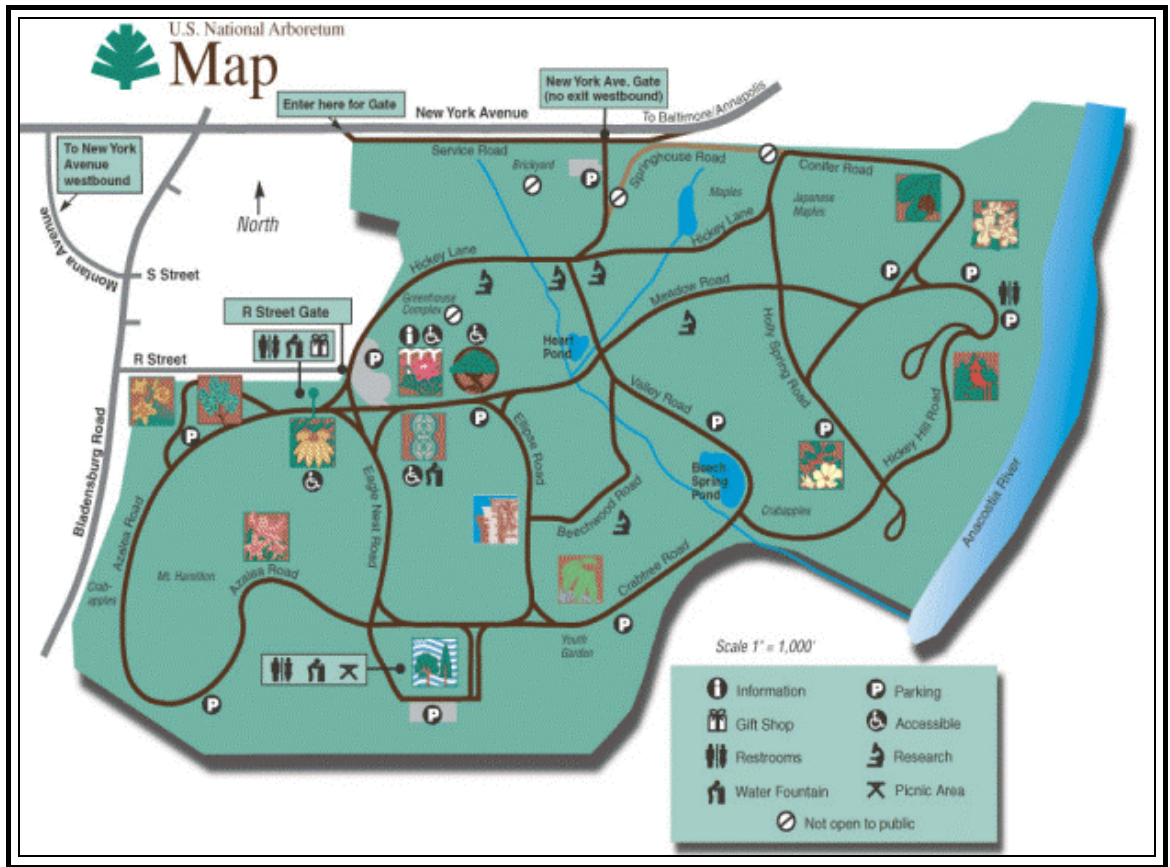 U.S. National Arboretum
Map
Enter here for Gate
New York Avenue
New York Ave. Gate
(no exit westbound)
To Baltimore/Annapolis
To New York
Avenue
westbound
North
Montana Avenue
S Street
R Street Gate
R Street
Bladensburg Road
Service Road
Brickyard
P
Springhouse Road
Maples
Conifer Road
Japanese
Maples
Hickey Lane
Hickey Lane
Greenhouse
Complex
Meadow Road
P
P
P
P
Heart
Pond
Holly Spring Road
Valley Road
P
P
Hickey Hill Road
P
P
Ellipse Road
Eagle Nest Road
Beech
Spring
Pond
Beechwood Road
Crabapples
Anacostia River
Azalea Road
Crab-
apples
Mt. Hamilton
Azalea Road
Crabtree Road
P
Youth
Garden
P
P
Scale 1" = 1,000'
Information
P Parking
Gift Shop
Accessible
Restrooms
Research
Water Fountain
Picnic Area
Not open to public